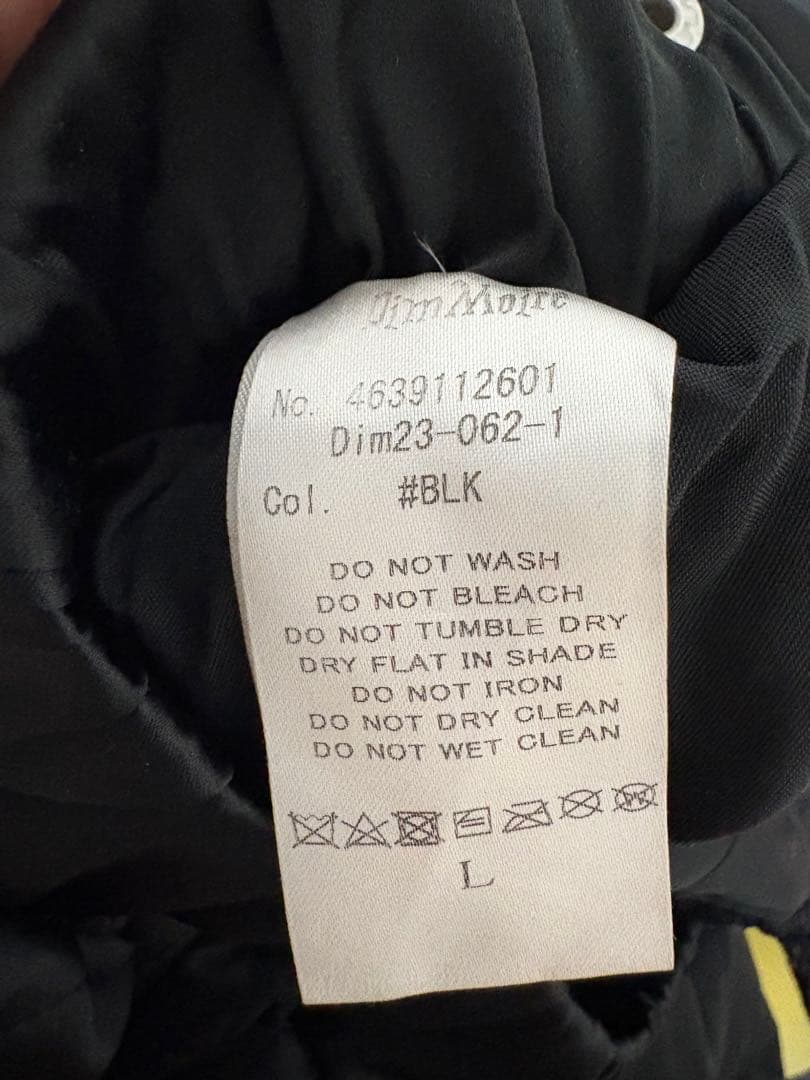 JimMoire
No. 4639112601
Dim23-062-1
Col. #BLK
DO NOT WASH
DO NOT BLEACH
DO NOT TUMBLE DRY
DRY FLAT IN SHADE
DO NOT IRON
DO NOT DRY CLEAN
DO NOT WET CLEAN
L